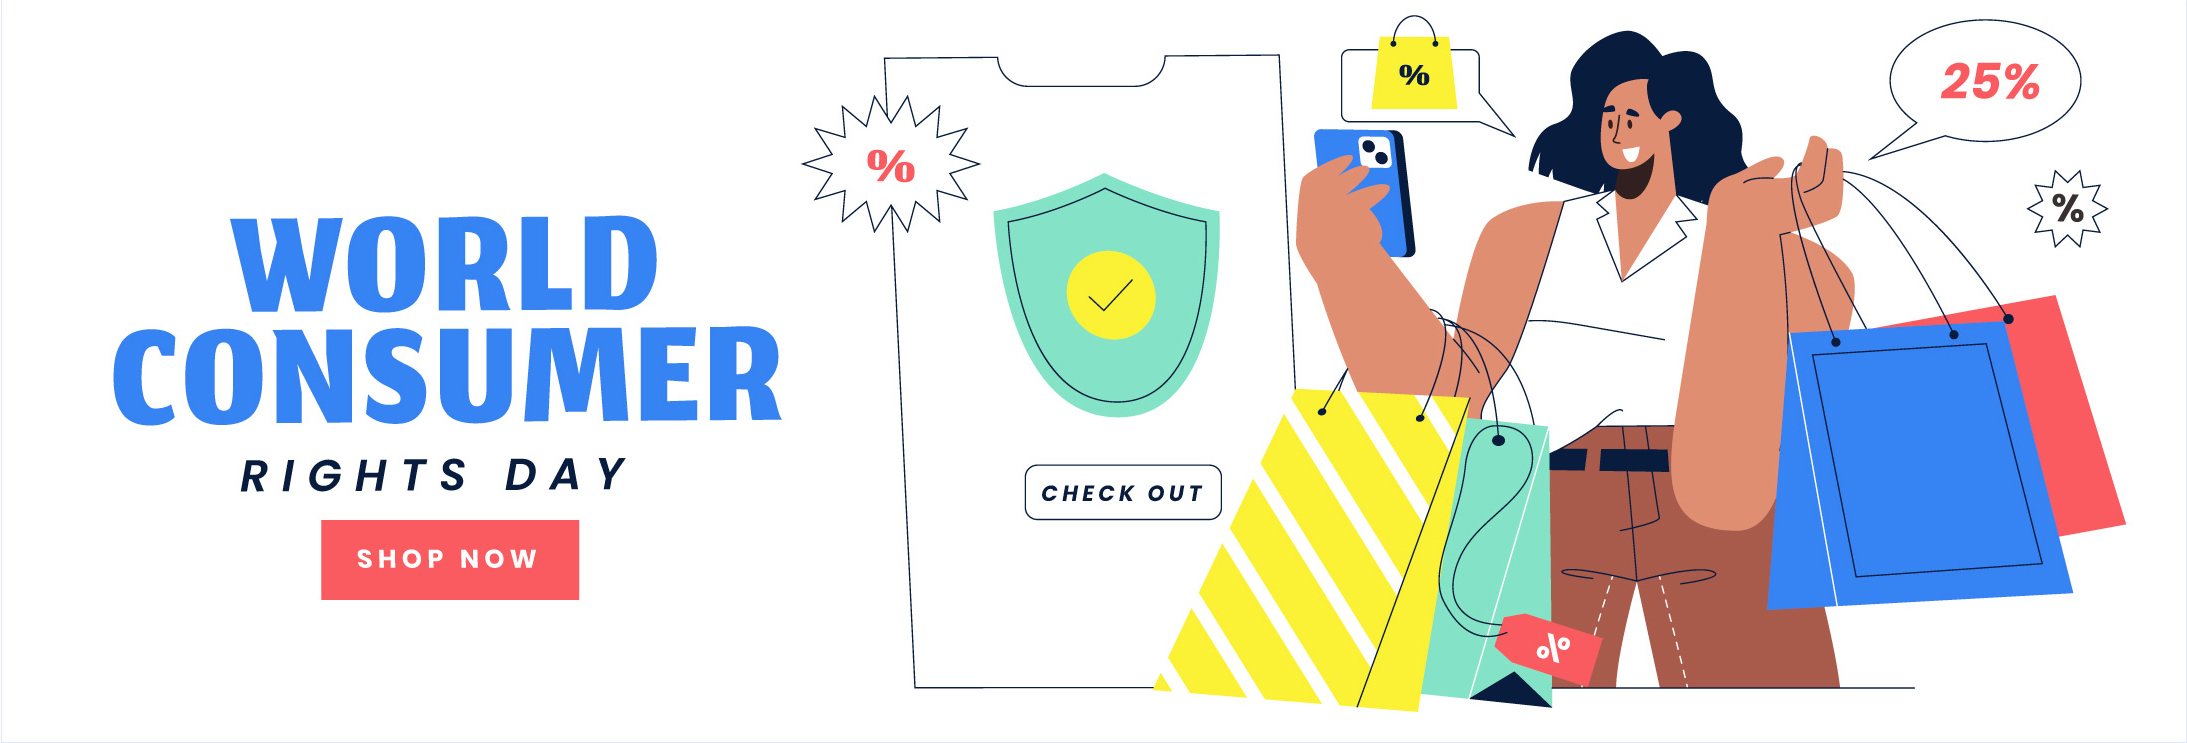 WORLD
CONSUMER
RIGHTS DAY
SHOP NOW
%
CHECK OUT
%
25%
%
%